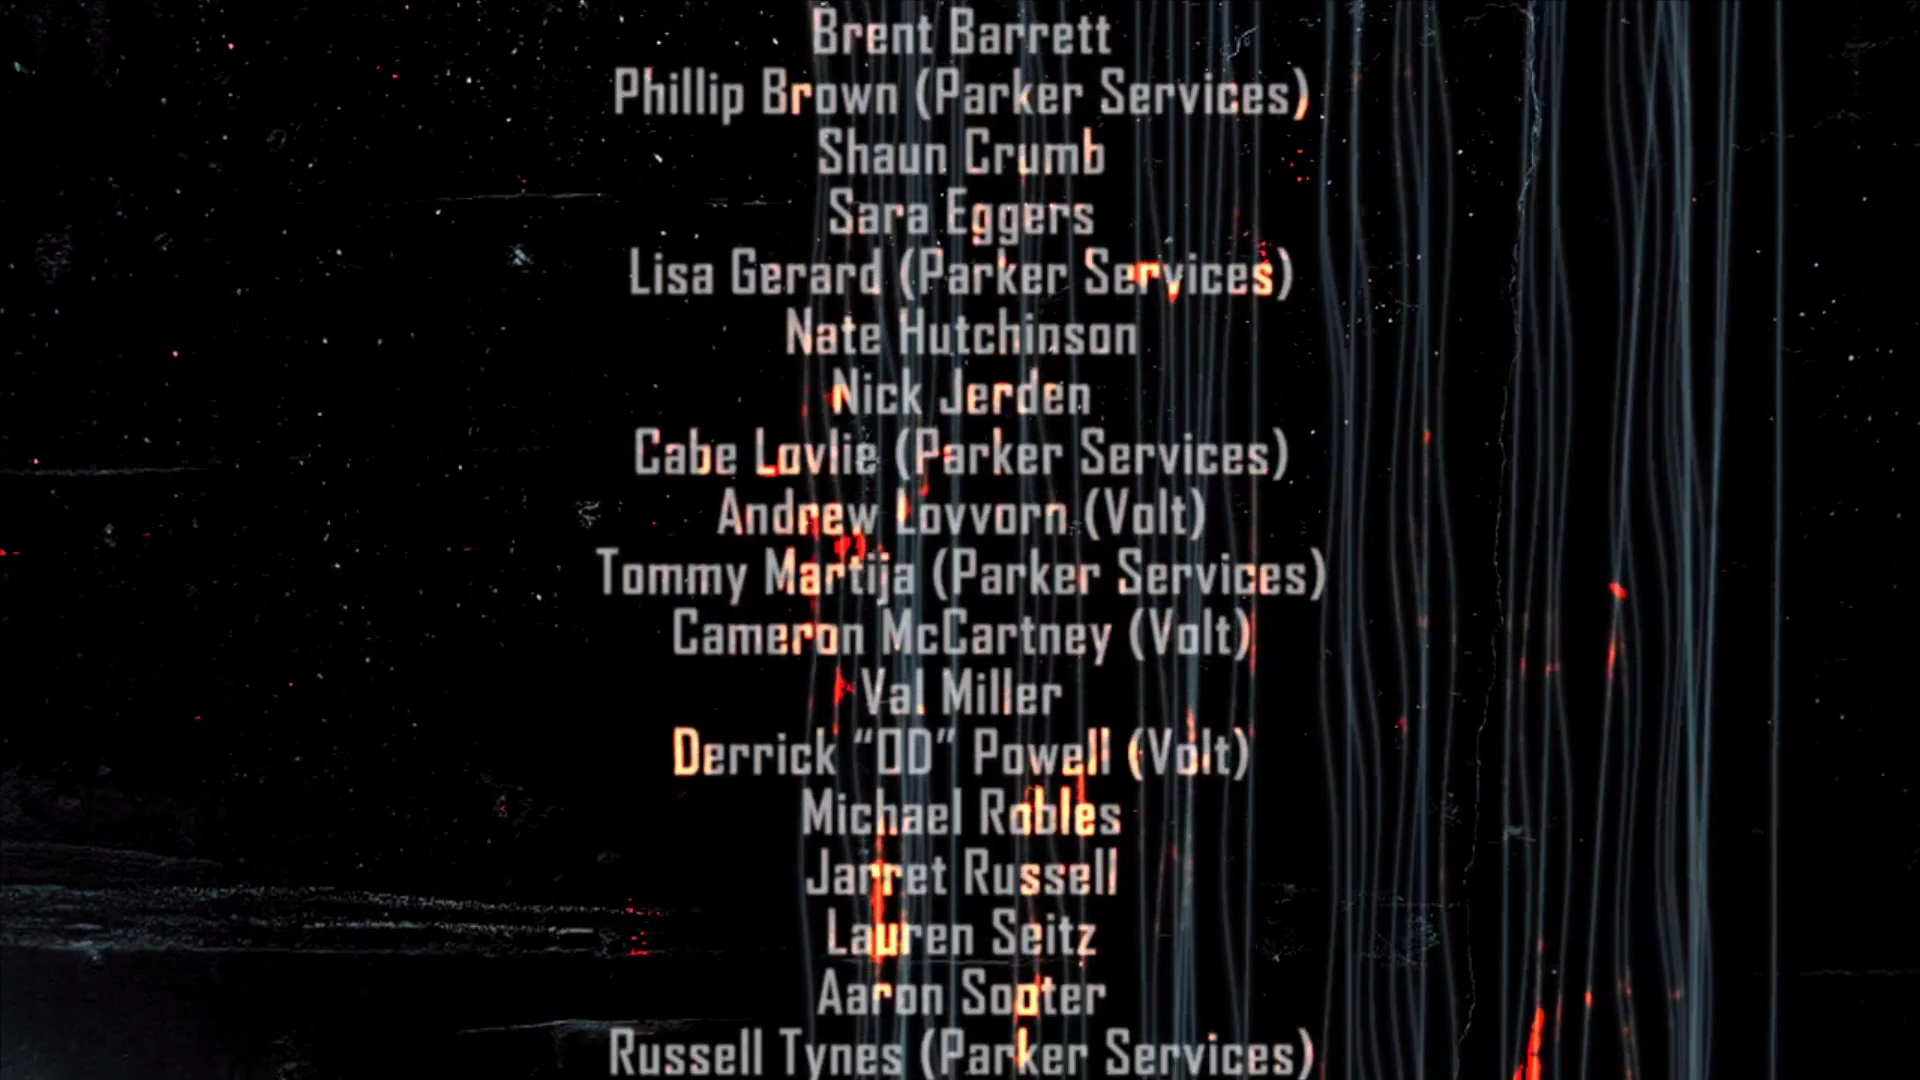 Brent Barrett
Phillip Brown (Parker Services)
Shaun Crumb
Sara Eggers
Lisa Gerard (Parker Services)
Nate Hutchinson
Nick Jerden
Cabe Lovlie (Parker Services)
Andrew Lovvorn (Volt)
Tommy Martija (Parker Services)
Cameron McCartney (Volt)
Val Miller
Derrick “OD” Powell (Volt)
Michael Robles
Jarret Russell
Lauren Seitz
Aaron Sooter
Russell Tynes (Parker Services)